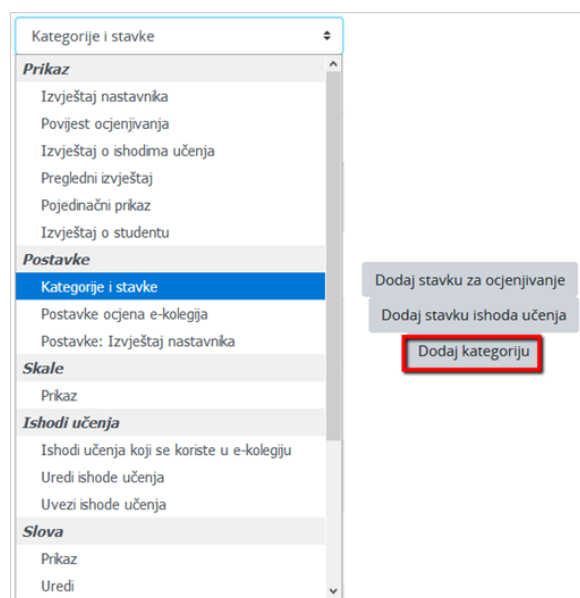 Kategorije i stavke
Prikaz
Izvještaj nastavnika
Povijest ocjenjivanja
Izvještaj o ishodima učenja
Pregledni izvještaj
Pojedinačni prikaz
Izvještaj o studentu
Postavke
Kategorije i stavke
Postavke ocjena e-kolegija
Postavke: Izvještaj nastavnika
Skale
Prikaz
Ishodi učenja
Ishodi učenja koji se koriste u e-kolegiju
Uredi ishode učenja
Uvezi ishode učenja
Slova
Prikaz
Uredi
Dodaj stavku za ocjenjivanje
Dodaj stavku ishoda učenja
Dodaj kategoriju